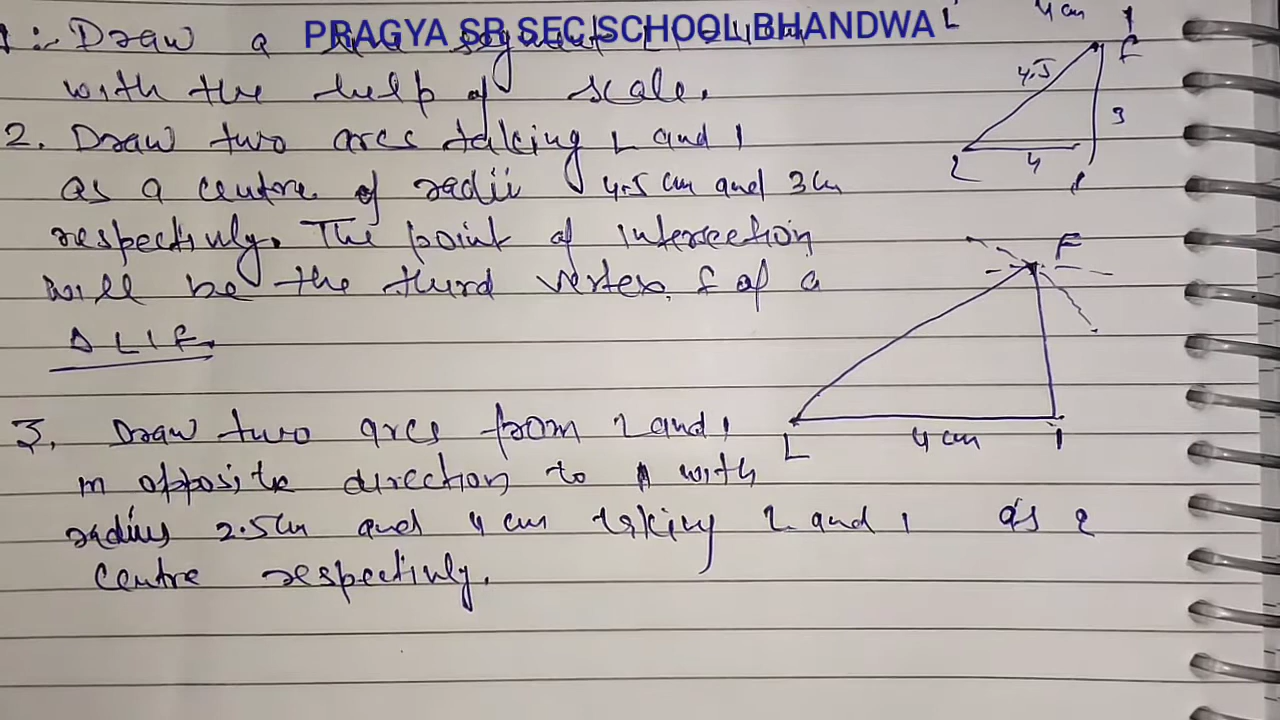 PRAGYA SR SEC SCHOOL BHANDWA
1:- Draw a
with the help of scale.
2. Draw two arcs taking L and I
as a centre of radii 4.5 cm and 3 cm
respectively. The point of intersection
will be the third vertex F of a
Δ LIF.
3. Draw two arcs from L and I
in opposite direction to with
radius 2.5 cm and 4 cm taking L and I as a
centre respectively.
L 4 cm I
4.5 F
3
L 4 I
F
L 4 cm I